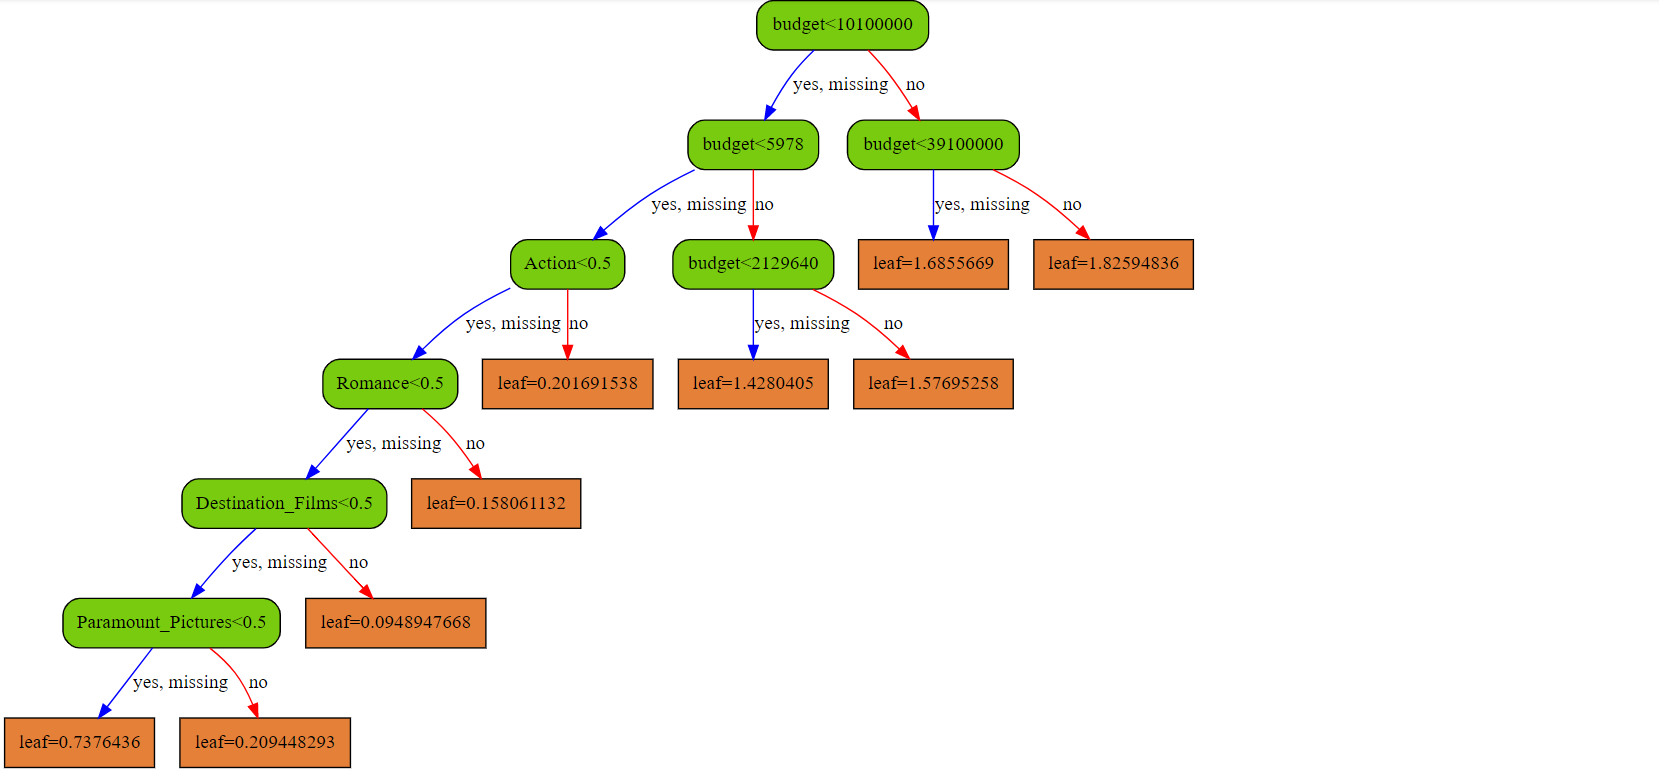 budget<10100000
yes, missing
no
budget<5978
budget<39100000
yes, missing
no
yes, missing
no
Action<0.5
budget<2129640
leaf=1.6855669
leaf=1.82594836
yes, missing
no
yes, missing
no
Romance<0.5
leaf=0.201691538
leaf=1.4280405
leaf=1.57695258
yes, missing
no
Destination_Films<0.5
leaf=0.158061132
yes, missing
no
Paramount_Pictures<0.5
leaf=0.0948947668
yes, missing
no
leaf=0.7376436
leaf=0.209448293